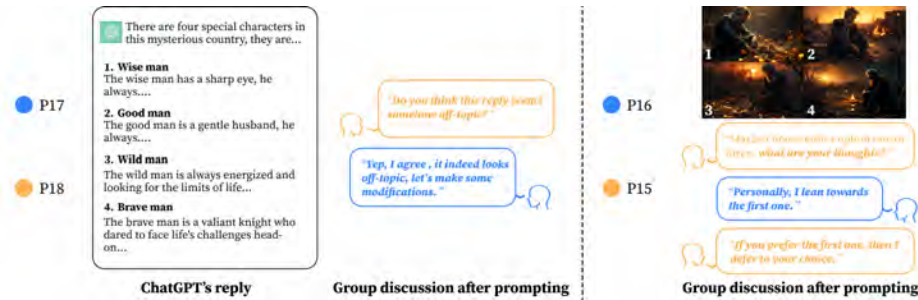 There are four special characters in
this mysterious country, they are...
1. Wise man
The wise man has a sharp eye, he
always....
2. Good man
The good man is a gentle husband, he
always....
3. Wild man
The wild man is always energized and
looking for the limits of life...
4. Brave man
The brave man is a valiant knight who
dared to face life's challenges head-
on...
ChatGPT's reply
P17
P18
"Do you think this reply seems
somehow off-topic?"
"Yep, I agree , it indeed looks
off-topic, let's make some
modifications."
Group discussion after prompting
P16
P15
1
2
3
4
what are your thoughts?"
"Personally, I lean towards
the first one."
"If you prefer the first one, then I
defer to your choice."
Group discussion after prompting